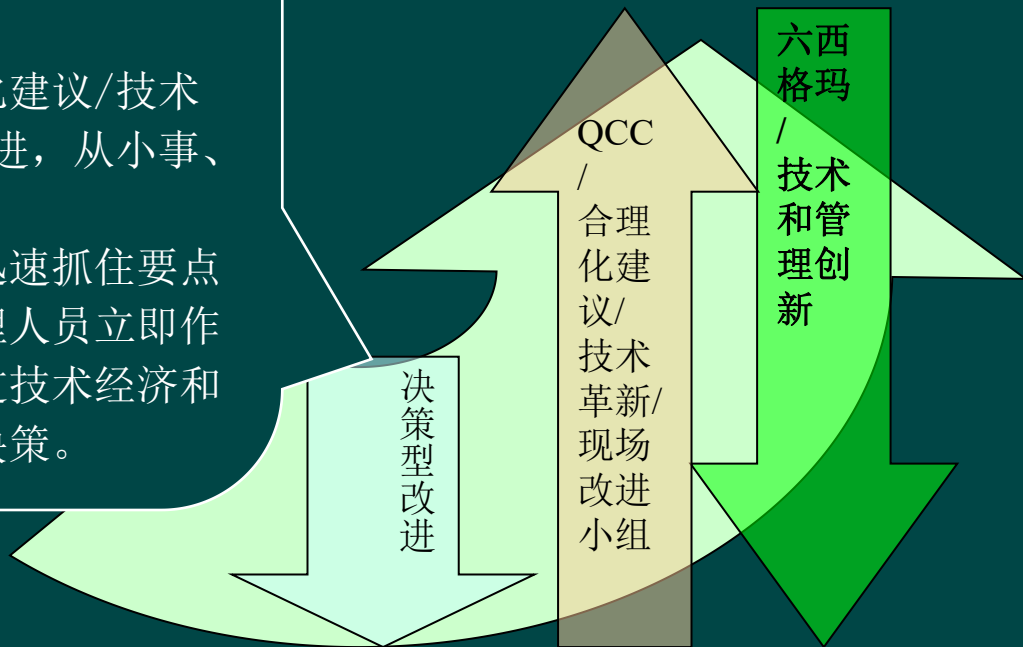 建议/技术
进，从小事、
速抓住要点
人员立即作
技术经济和
策。
决
策
型
改
进
QCC
/
合理
化建
议/
技术
革新/
现场
改进
小组
六西
格玛
/
技术
和管
理创
新